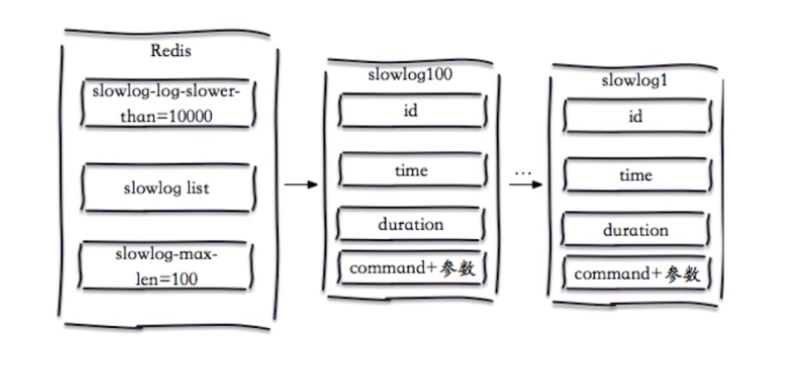 Redis
slowlog-log-slower-
than=10000
slowlog list
slowlog-max-
len=100
slowlog100
id
time
duration
command+参数
...
slowlog1
id
time
duration
command+参数